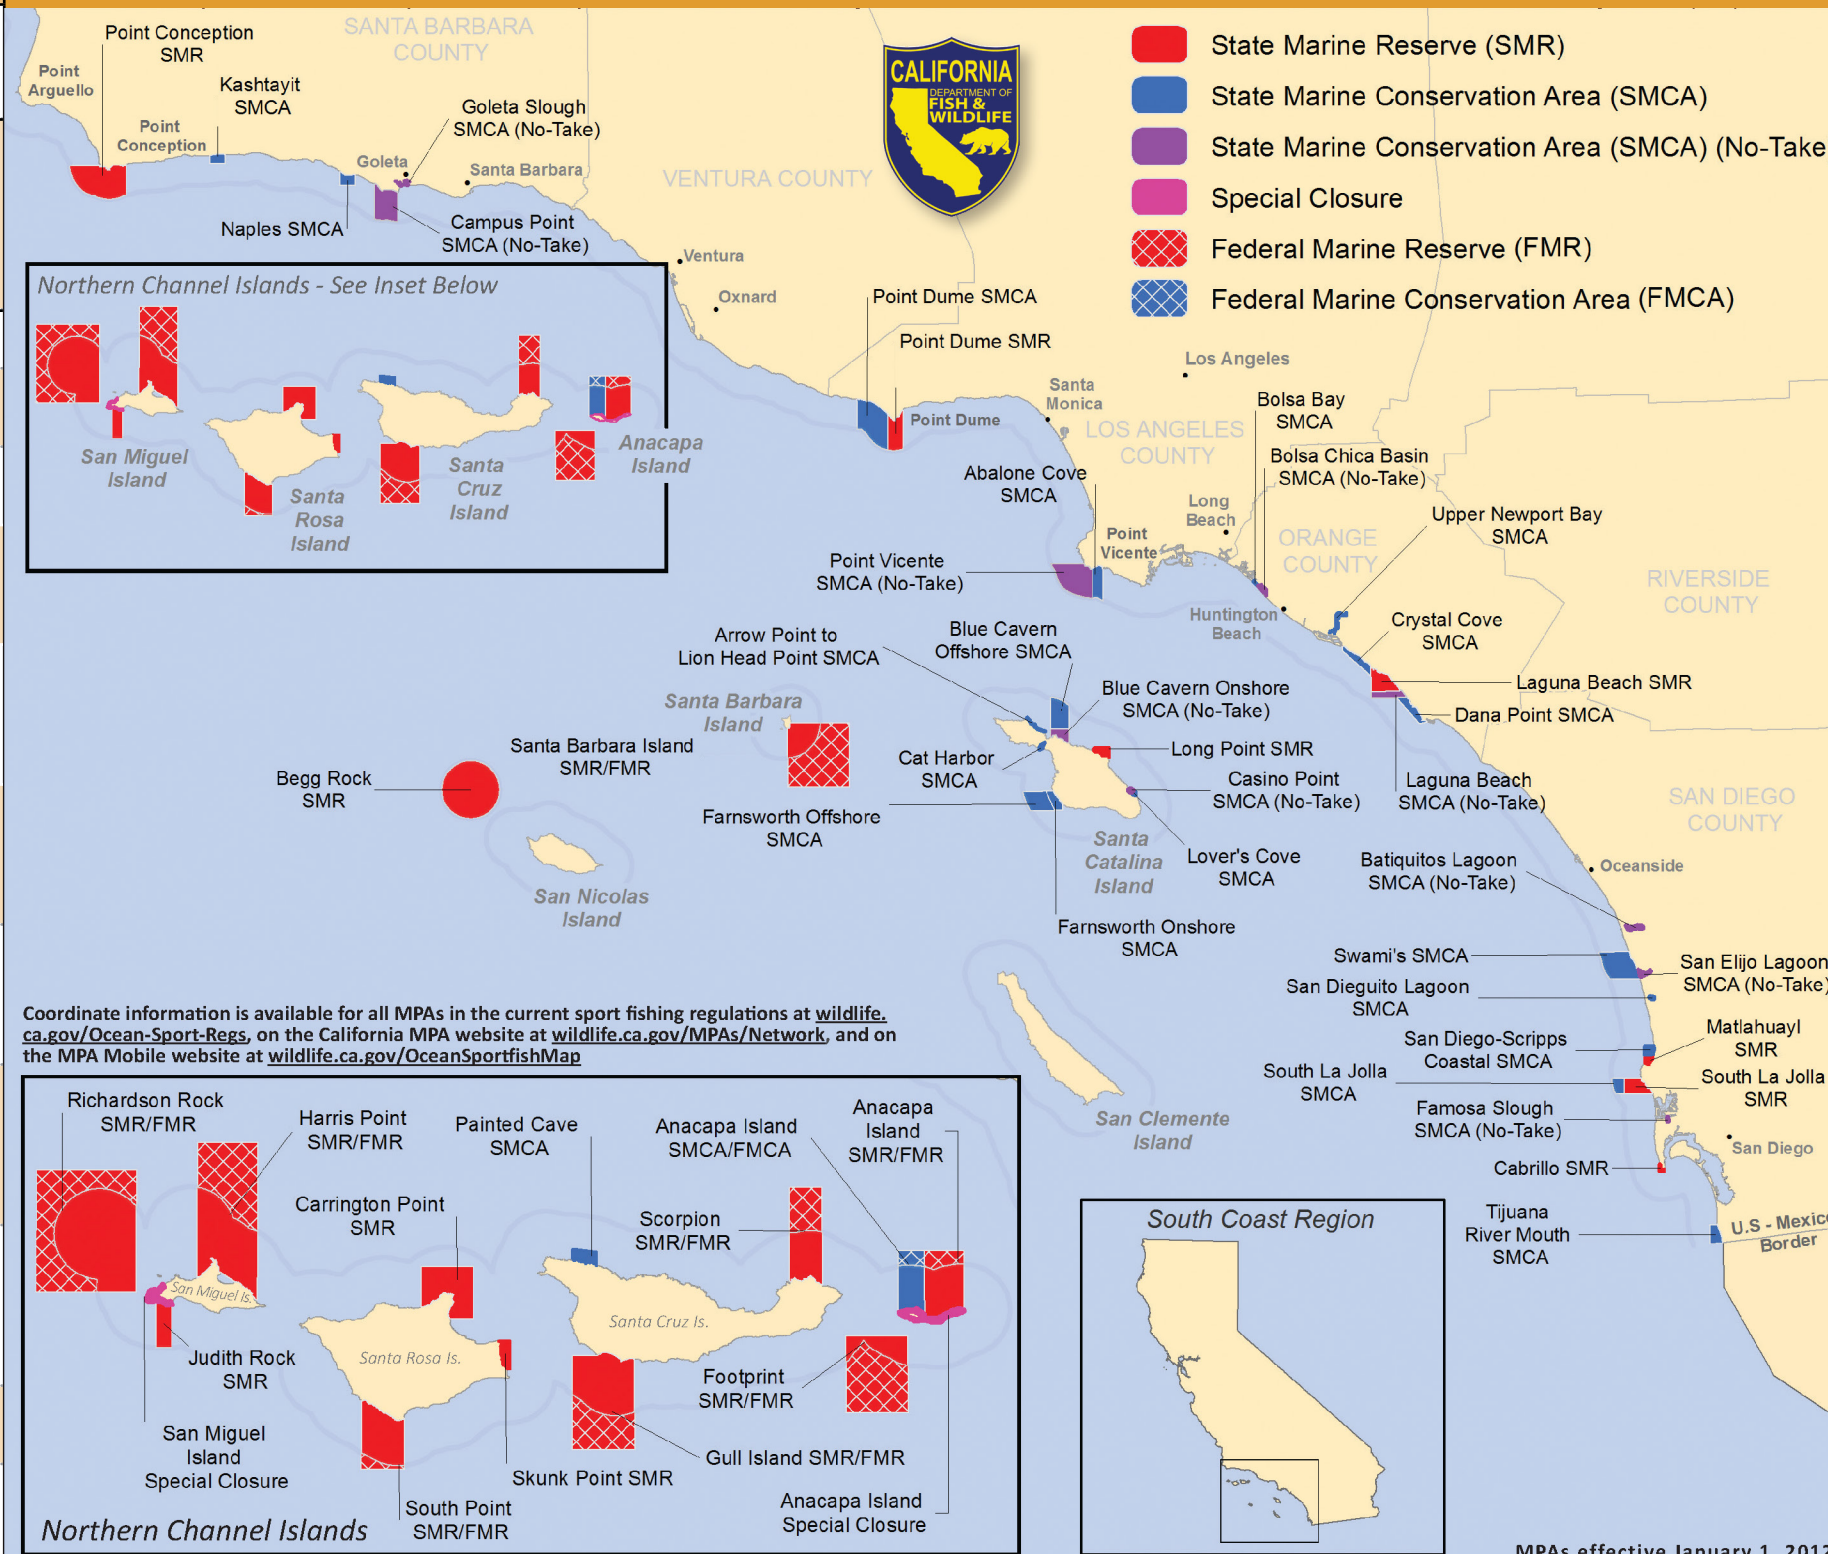 Point Conception
SMR
SANTA BARBARA
COUNTY
Point
Arguello
Kashtayit
SMCA
Goleta Slough
SMCA (No-Take)
Point
Conception
Goleta
Santa Barbara
Naples SMCA
Campus Point
SMCA (No-Take)
VENTURA COUNTY
CALIFORNIA
DEPARTMENT OF
FISH &
WILDLIFE
State Marine Reserve (SMR)
State Marine Conservation Area (SMCA)
State Marine Conservation Area (SMCA) (No-Take
Special Closure
Federal Marine Reserve (FMR)
Federal Marine Conservation Area (FMCA)
Ventura
Oxnard
Northern Channel Islands - See Inset Below
San Miguel
Island
Santa
Rosa
Island
Santa
Cruz
Island
Anacapa
Island
Point Dume SMCA
Point Dume SMR
Point Dume
Los Angeles
Santa
Monica
LOS ANGELES
COUNTY
Bolsa Bay
SMCA
Bolsa Chica Basin
SMCA (No-Take)
Abalone Cove
SMCA
Long
Beach
Point
Vicente
Upper Newport Bay
SMCA
ORANGE
COUNTY
RIVERSIDE
COUNTY
Point Vicente
SMCA (No-Take)
Huntington
Beach
Crystal Cove
SMCA
Arrow Point to
Lion Head Point SMCA
Blue Cavern
Offshore SMCA
Blue Cavern Onshore
SMCA (No-Take)
Laguna Beach SMR
Dana Point SMCA
Santa Barbara
Island
Santa Barbara Island
SMR/FMR
Begg Rock
SMR
Cat Harbor
SMCA
Long Point SMR
Casino Point
SMCA (No-Take)
Laguna Beach
SMCA (No-Take)
SAN DIEGO
COUNTY
Farnsworth Offshore
SMCA
Santa
Catalina
Island
Lover's Cove
SMCA
Batiquitos Lagoon
SMCA (No-Take)
Oceanside
San Nicolas
Island
Farnsworth Onshore
SMCA
Swami's SMCA
San Elijo Lagoon
SMCA (No-Take)
San Dieguito Lagoon
SMCA
Coordinate information is available for all MPAs in the current sport fishing regulations at wildlife.
ca.gov/Ocean-Sport-Regs, on the California MPA website at wildlife.ca.gov/MPAs/Network, and on
the MPA Mobile website at wildlife.ca.gov/OceanSportfishMap
San Diego-Scripps
Coastal SMCA
Matlahuayl
SMR
South La Jolla
SMCA
South La Jolla
SMR
San Clemente
Island
Famosa Slough
SMCA (No-Take)
San Diego
Cabrillo SMR
Tijuana
River Mouth
SMCA
U.S - Mexico
Border
Richardson Rock
SMR/FMR
Harris Point
SMR/FMR
Painted Cave
SMCA
Anacapa Island
SMCA/FMCA
Anacapa
Island
SMR/FMR
Carrington Point
SMR
Scorpion
SMR/FMR
San Miguel Is.
Santa Rosa Is.
Santa Cruz Is.
Judith Rock
SMR
Footprint
SMR/FMR
San Miguel
Island
Special Closure
Gull Island SMR/FMR
Skunk Point SMR
South Point
SMR/FMR
Anacapa Island
Special Closure
Northern Channel Islands
South Coast Region
MPAs effective January 1, 2012